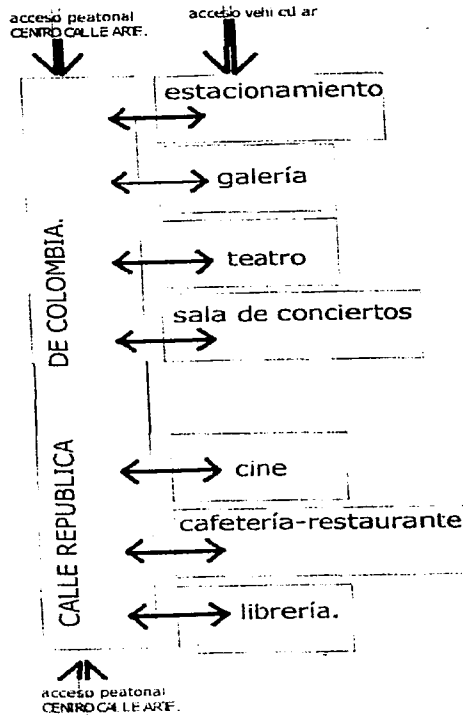 acceso peatonal
CENTRO CALLE ARTE.
acceso vehicular
estacionamiento
galería
teatro
sala de conciertos
CALLE REPUBLICA DE COLOMBIA.
cine
cafetería-restaurante
librería.
acceso peatonal
CENTRO CALLE ARTE.